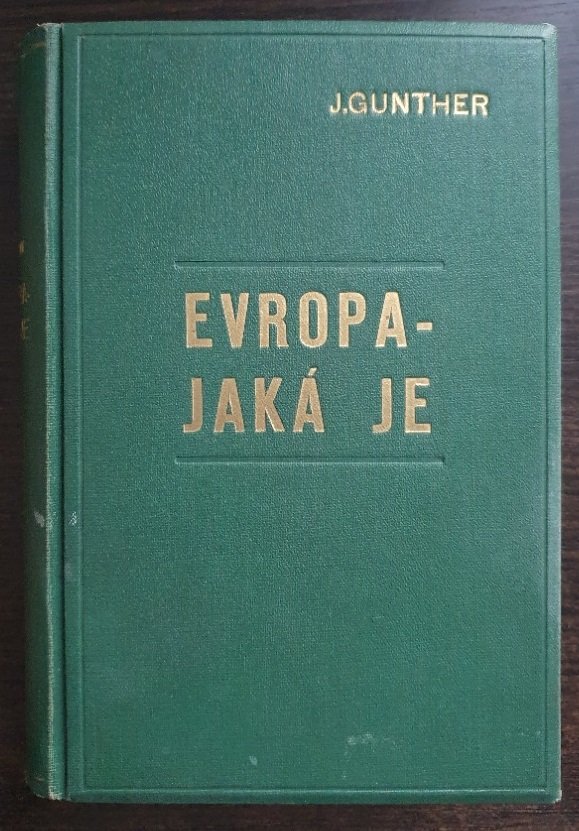 J.GUNTHER
EVROPA-
JAKÁ JE